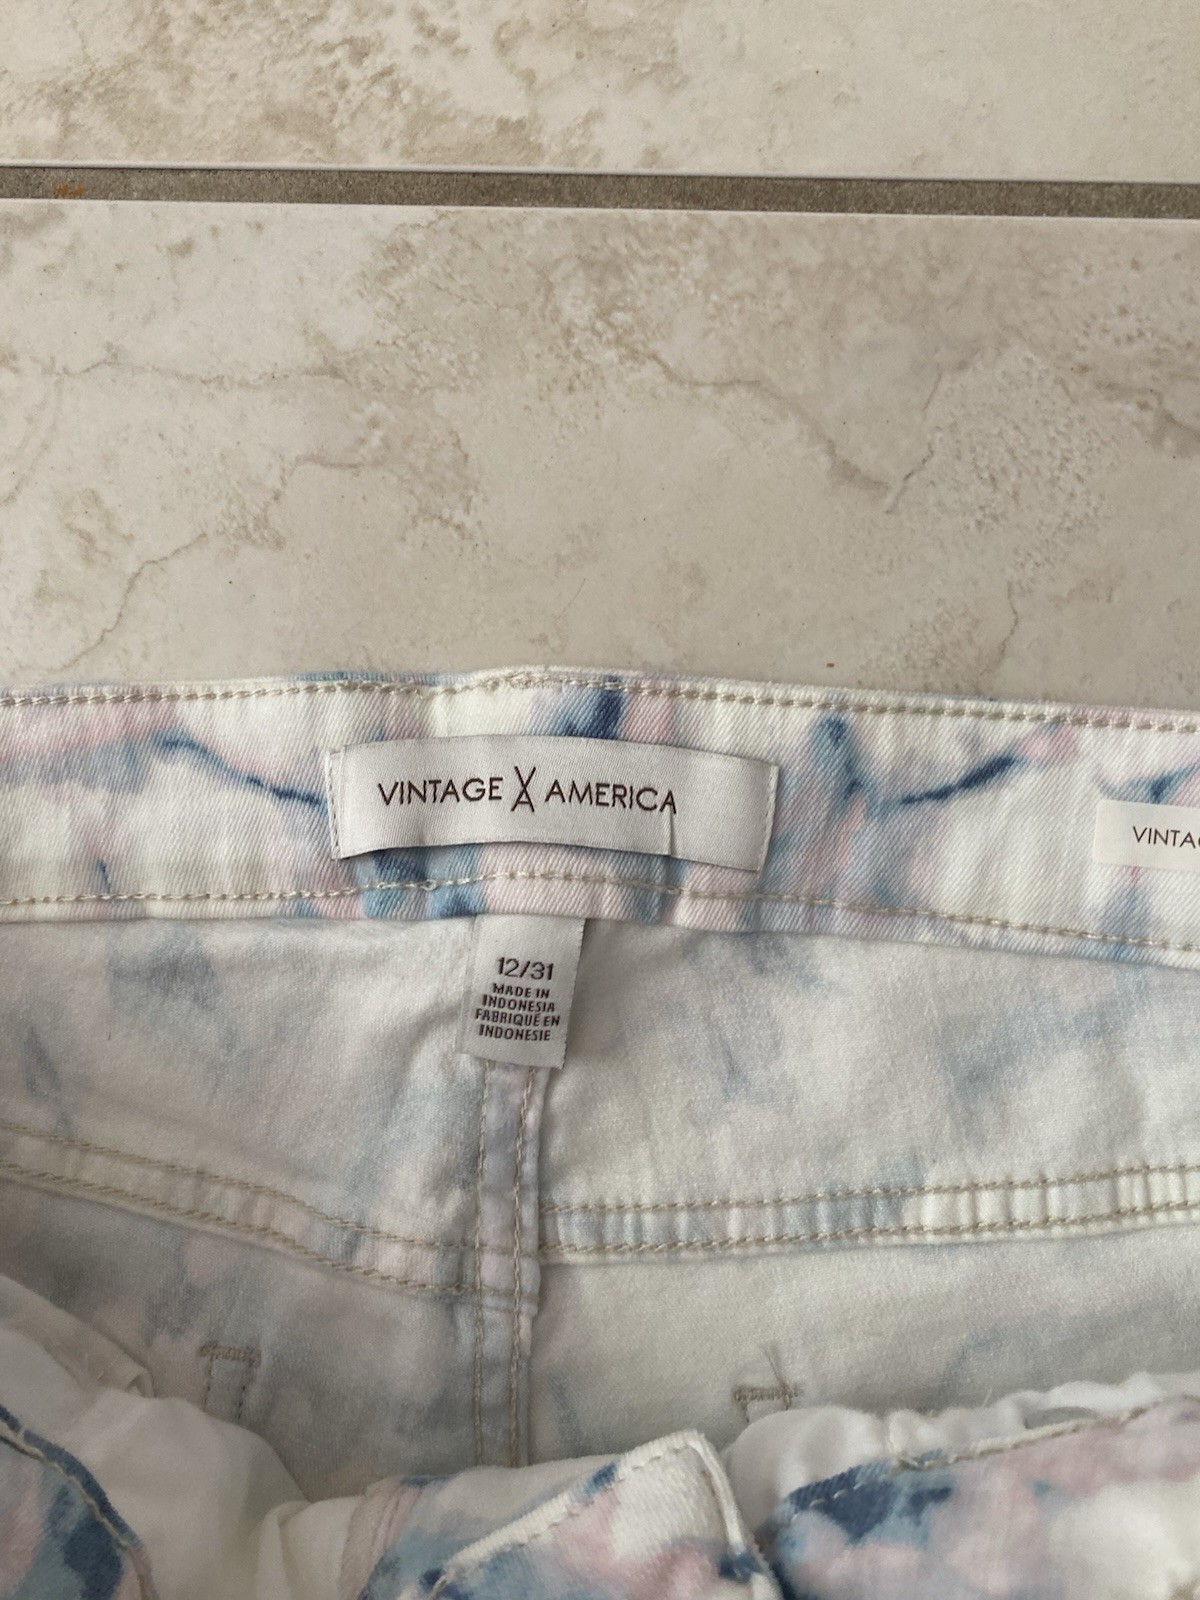 VINTAGE AMERICA
12/31
MADE IN
INDONESIA
FABRIQUÉ EN
INDONESIE